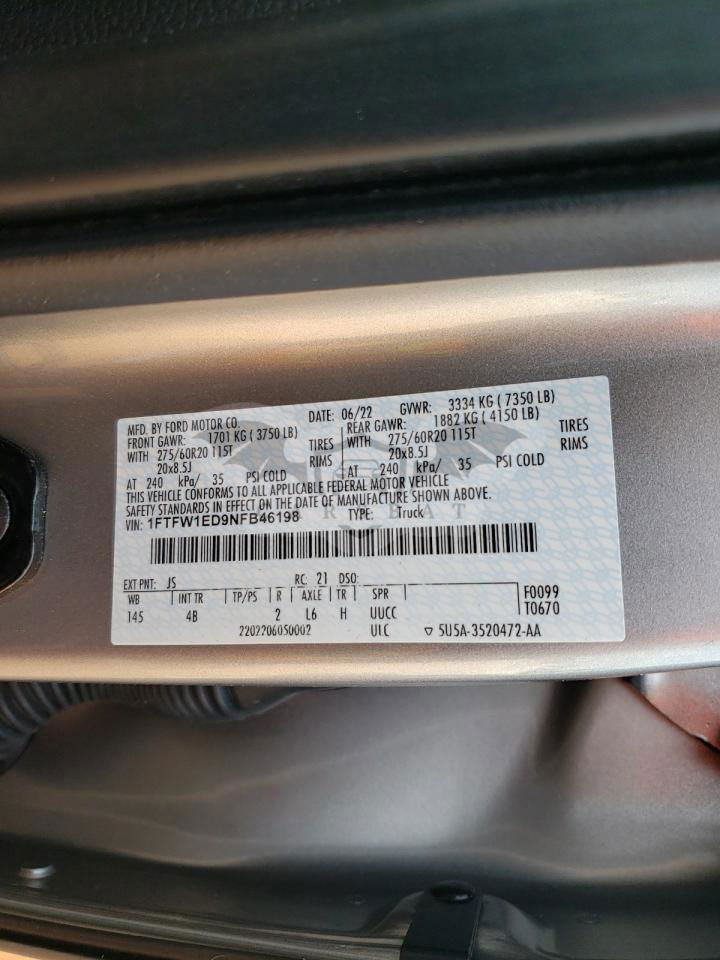 MFD. BY FORD MOTOR CO. DATE: 06/22 GVWR: 3334 KG ( 7350 LB)
FRONT GAWR: 1701 KG ( 3750 LB) REAR GAWR: 1882 KG ( 4150 LB)
WITH 275/60R20 115T TIRES WITH 275/60R20 115T TIRES
20x8.5J RIMS 20x8.5J RIMS
AT 240 kPa/ 35 PSI COLD AT 240 kPa/ 35 PSI COLD
THIS VEHICLE CONFORMS TO ALL APPLICABLE FEDERAL MOTOR VEHICLE
SAFETY STANDARDS IN EFFECT ON THE DATE OF MANUFACTURE SHOWN ABOVE.
VIN: 1FTFW1ED9NFB46198 TYPE: Truck
EXT PNT: JS RC: 21 DSO:
WB INT TR TP/PS R AXLE TR SPR F0099
145 4B 2 L6 H UUCC T0670
2202206050002 ULC ▽ 5U5A-3520472-AA